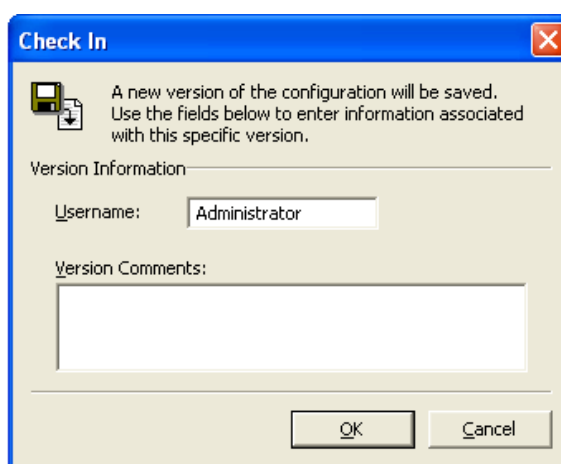 Check In
A new version of the configuration will be saved.
Use the fields below to enter information associated
with this specific version.
Version Information
Username:
Administrator
Version Comments:
OK
Cancel